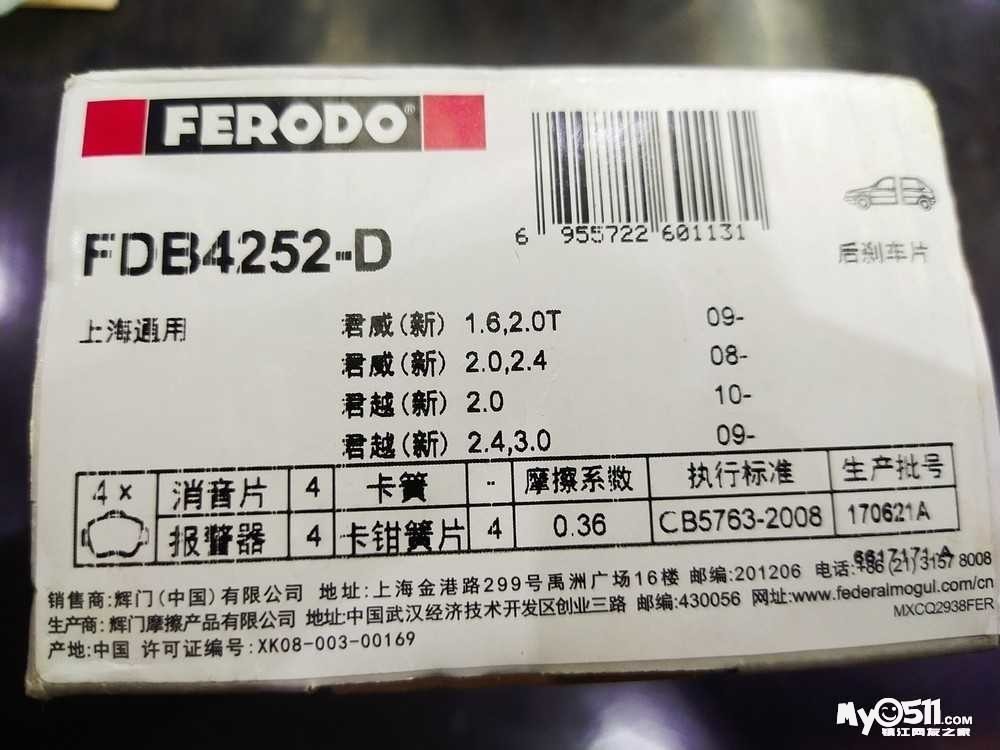 FERODO®
6 955722 601131
FDB4252-D
后刹车片
上海通用
君威(新) 1.6,2.0T 09-
君威(新) 2.0,2.4 08-
君越(新) 2.0 10-
君越(新) 2.4,3.0 09-
4× 消音片 4 卡簧 -- 摩擦系数 执行标准 生产批号
报警器 4 卡钳簧片 4 0.36 CB5763-2008 170621A
6617171 A
销售商:辉门(中国)有限公司 地址:上海金港路299号禹洲广场16楼 邮编:201206 电话:+86 (21) 3157 8008
生产商:辉门摩擦产品有限公司 地址:中国武汉经济技术开发区创业三路 邮编:430056 网址:www.federalmogul.com/cn
产地:中国 许可证编号:XK08-003-00169
MXCQ2938FER
My0511.COM
镇江网友之家